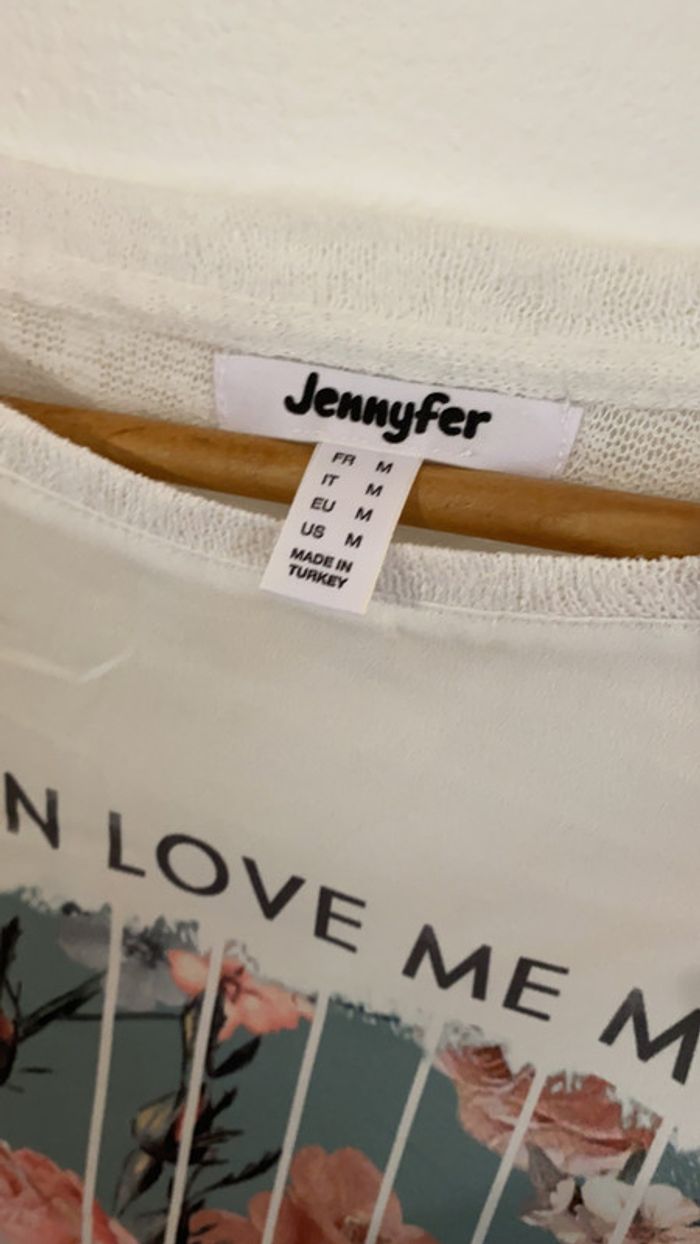 Jennyfer
FR M
IT M
EU M
US M
MADE IN
TURKEY
N LOVE ME M